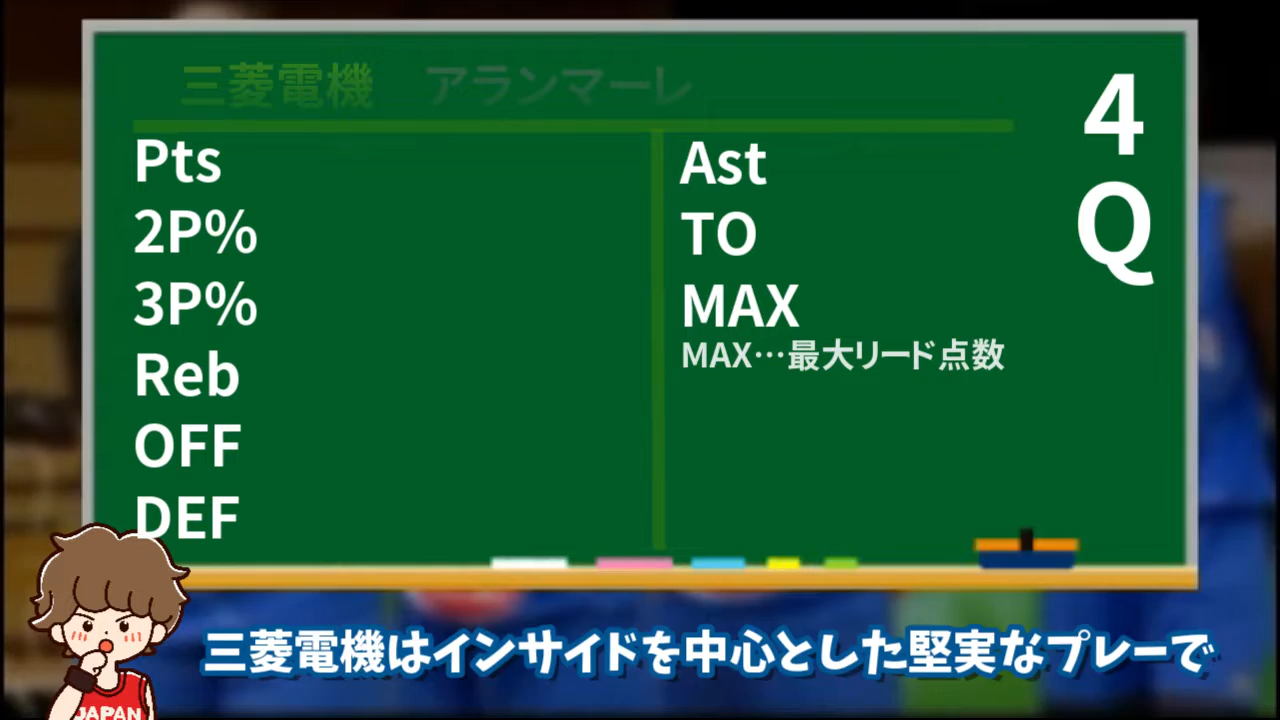 三菱電機 アランマーレ
4
Q
Pts
2P%
3P%
Reb
OFF
DEF
Ast
TO
MAX
MAX…最大リード点数
三菱電機はインサイドを中心とした堅実なプレーで
JAPAN